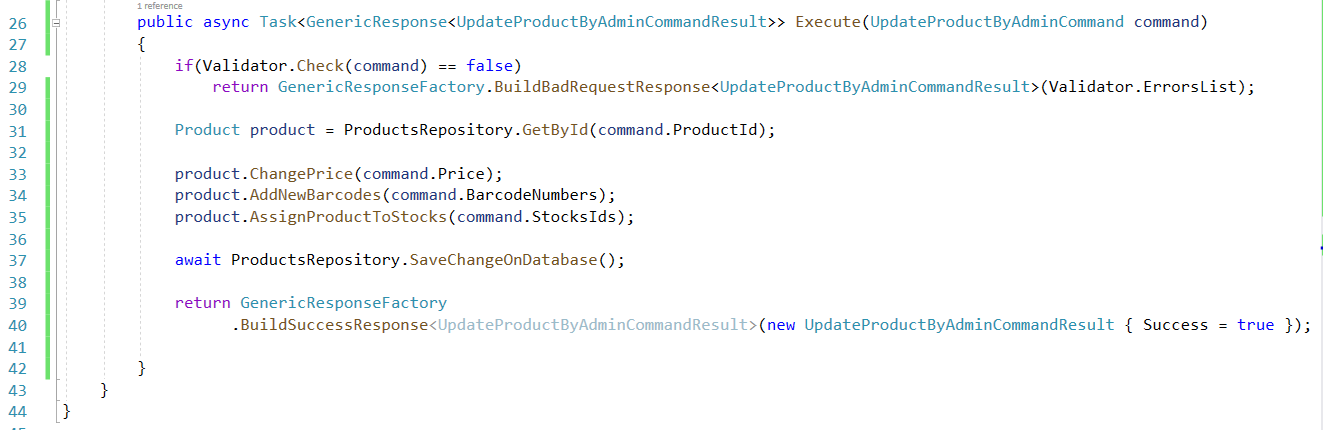 1 reference
26 public async Task<GenericResponse<UpdateProductByAdminCommandResult>> Execute(UpdateProductByAdminCommand command)
27 {
28 if(Validator.Check(command) == false)
29 return GenericResponseFactory.BuildBadRequestResponse<UpdateProductByAdminCommandResult>(Validator.ErrorsList);
30
31 Product product = ProductsRepository.GetById(command.ProductId);
32
33 product.ChangePrice(command.Price);
34 product.AddNewBarcodes(command.BarcodeNumbers);
35 product.AssignProductToStocks(command.StocksIds);
36
37 await ProductsRepository.SaveChangeOnDatabase();
38
39 return GenericResponseFactory
40 .BuildSuccessResponse<UpdateProductByAdminCommandResult>(new UpdateProductByAdminCommandResult { Success = true });
41
42 }
43 }
44 }